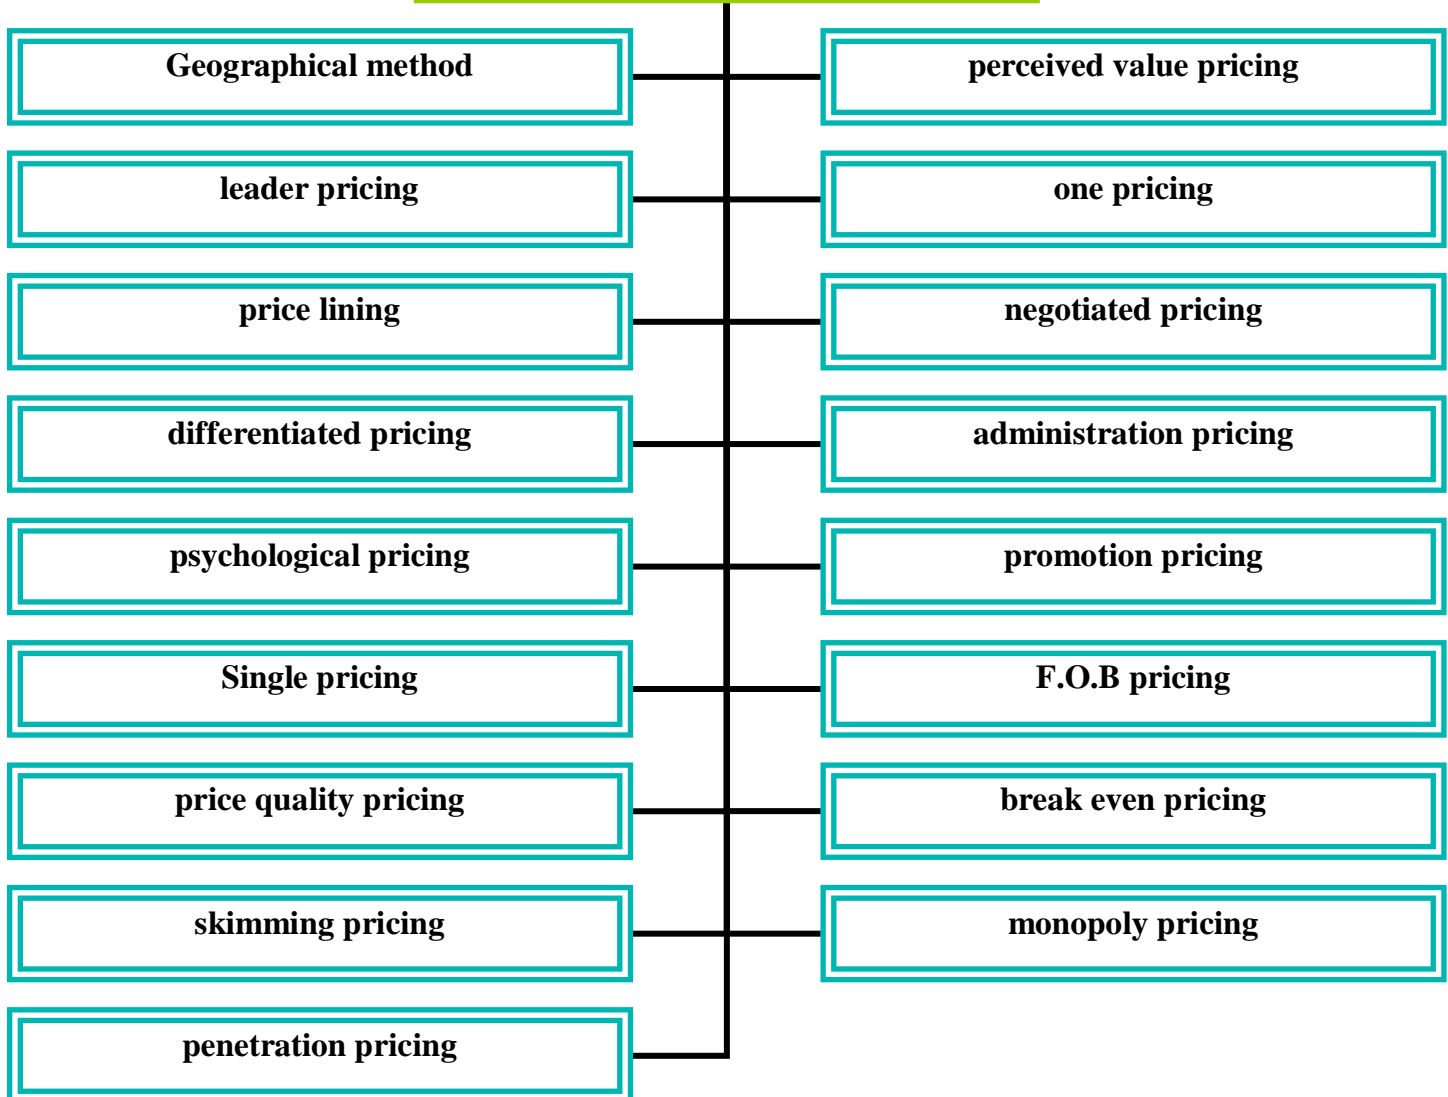 Geographical method
perceived value pricing
leader pricing
one pricing
price lining
negotiated pricing
differentiated pricing
administration pricing
psychological pricing
promotion pricing
Single pricing
F.O.B pricing
price quality pricing
break even pricing
skimming pricing
monopoly pricing
penetration pricing